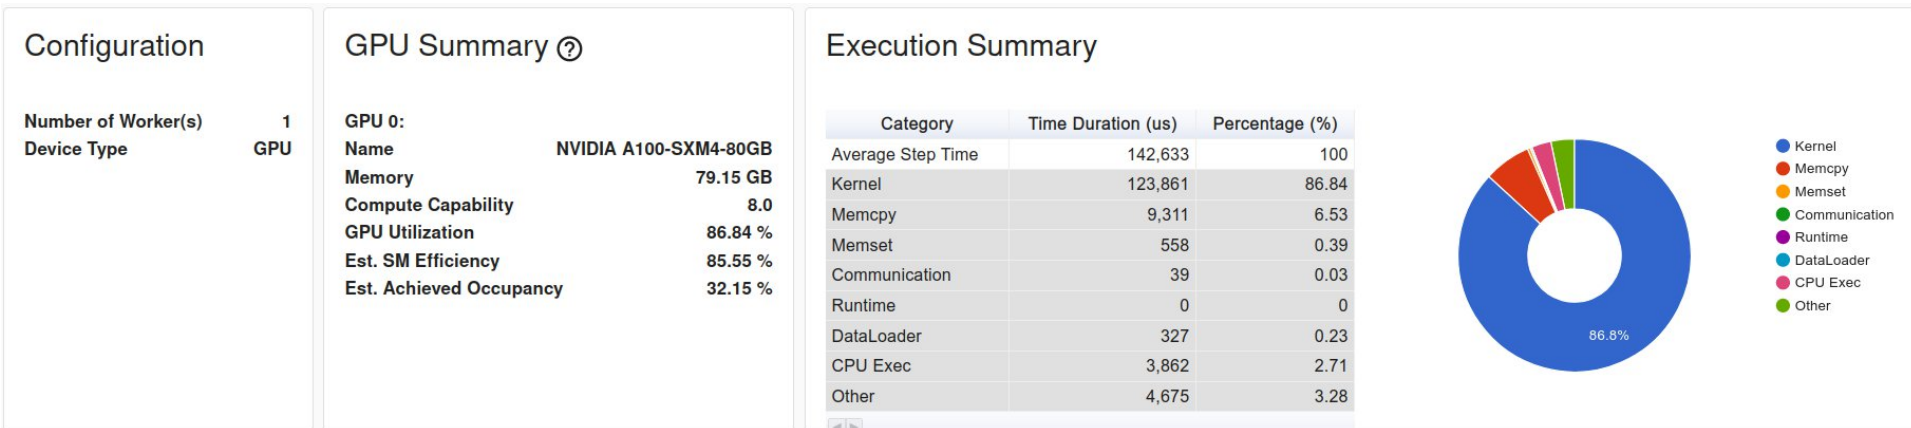 Configuration
Number of Worker(s) 1
Device Type GPU
GPU Summary ?
GPU 0:
Name NVIDIA A100-SXM4-80GB
Memory 79.15 GB
Compute Capability 8.0
GPU Utilization 86.84 %
Est. SM Efficiency 85.55 %
Est. Achieved Occupancy 32.15 %
Execution Summary
Category Time Duration (us) Percentage (%)
Average Step Time 142,633 100
Kernel 123,861 86.84
Memcpy 9,311 6.53
Memset 558 0.39
Communication 39 0.03
Runtime 0 0
DataLoader 327 0.23
CPU Exec 3,862 2.71
Other 4,675 3.28
86.8%
Kernel
Memcpy
Memset
Communication
Runtime
DataLoader
CPU Exec
Other